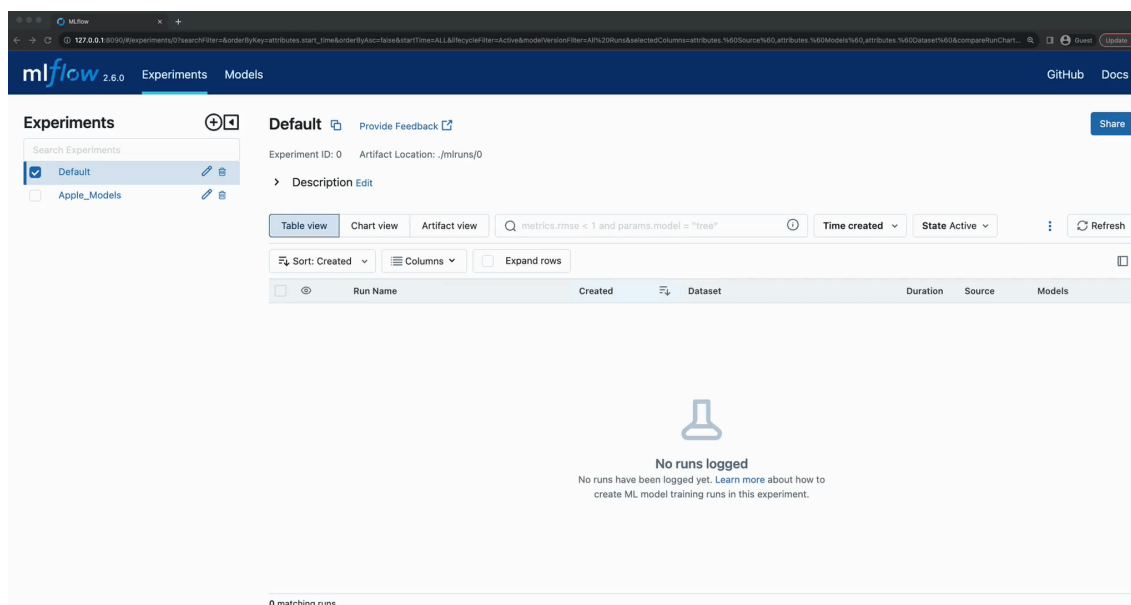 MLflow
127.0.0.1:8090/#/experiments/0?searchFilter=&orderByKey=attributes.start_time&orderByAsc=false&startTime=ALL&lifecycleFilter=Active&modelVersionFilter=All%20Runs&selectedColumns=attributes.%60Source%60,attributes.%60Models%60,attributes.%60Dataset%60&compareRunChart... Guest Update
mlflow 2.6.0 Experiments Models GitHub Docs
Experiments
Search Experiments
Default
Apple_Models
Default Provide Feedback Share
Experiment ID: 0 Artifact Location: ./mlruns/0
Description Edit
Table view Chart view Artifact view metrics.rmse < 1 and params.model = "tree" Time created State Active Refresh
Sort: Created Columns Expand rows
Run Name Created Dataset Duration Source Models
No runs logged
No runs have been logged yet. Learn more about how to
create ML model training runs in this experiment.
0 matching runs